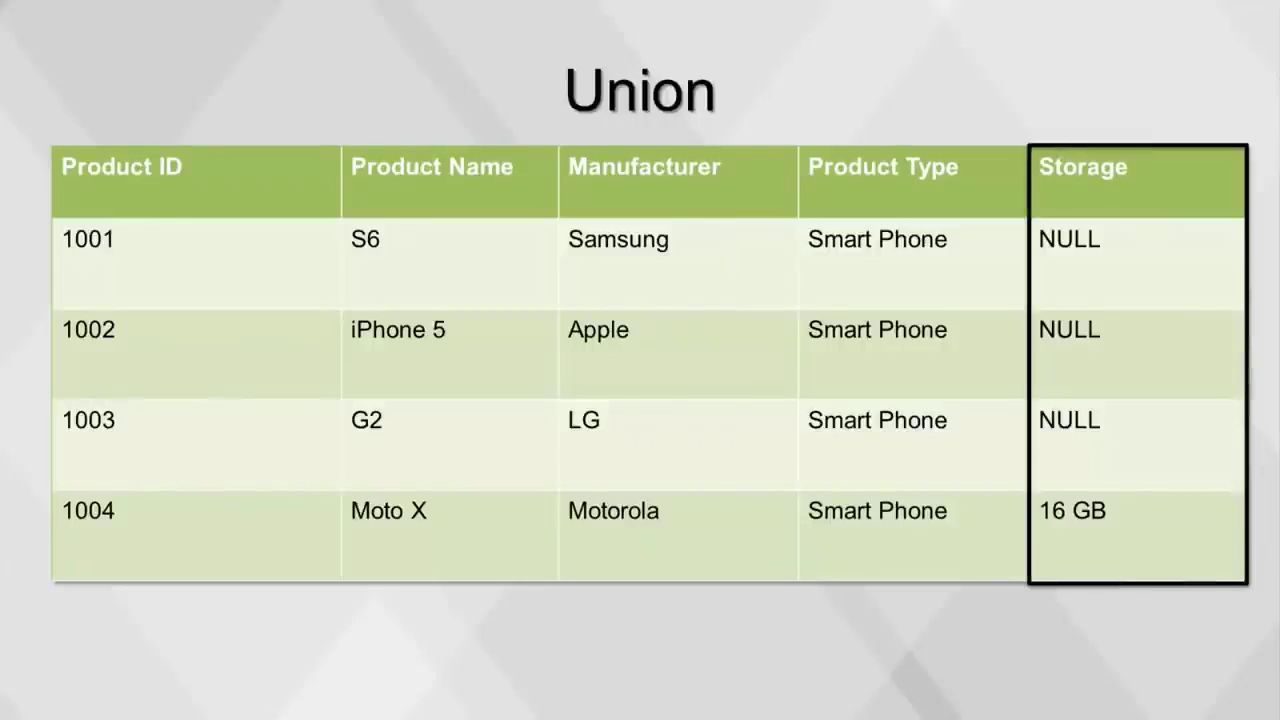 Union
Product ID Product Name Manufacturer Product Type Storage
1001 S6 Samsung Smart Phone NULL
1002 iPhone 5 Apple Smart Phone NULL
1003 G2 LG Smart Phone NULL
1004 Moto X Motorola Smart Phone 16 GB